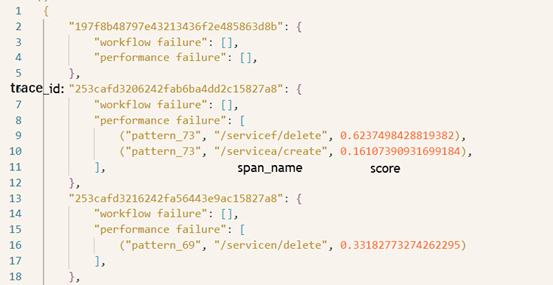 1 {
2 "197f8b48797e43213436f2e485863d8b": {
3 "workflow failure": [],
4 "performance failure": [],
5 },
trace_id: "253cafd3206242fab6ba4dd2c15827a8": {
7 "workflow failure": [],
8 "performance failure": [
9 ("pattern_73", "/servicef/delete", 0.6237498428819382),
10 ("pattern_73", "/servicea/create", 0.16107390931699184),
11 ],
span_name score
12 },
13 "253cafd3216242fa56443e9ac15827a8": {
14 "workflow failure": [],
15 "performance failure": [
16 ("pattern_69", "/servicen/delete", 0.33182773274262295)
17 ],
18 },